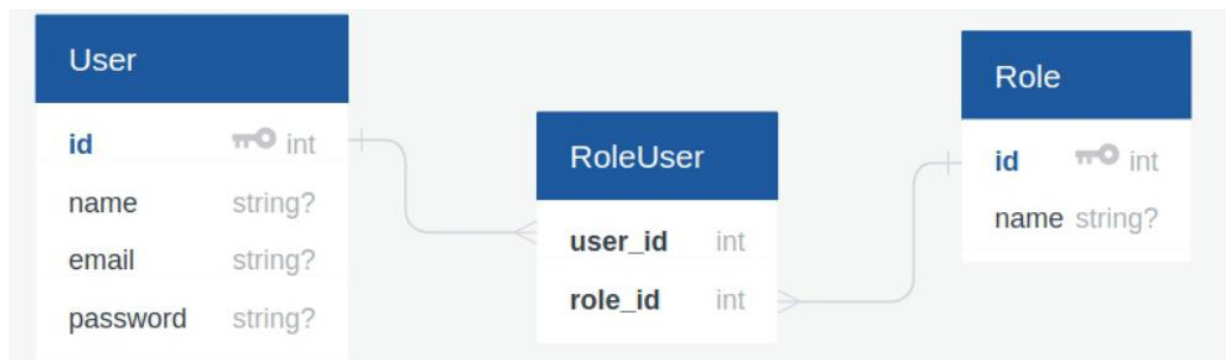 User
id int
name string?
email string?
password string?
RoleUser
user_id int
role_id int
Role
id int
name string?